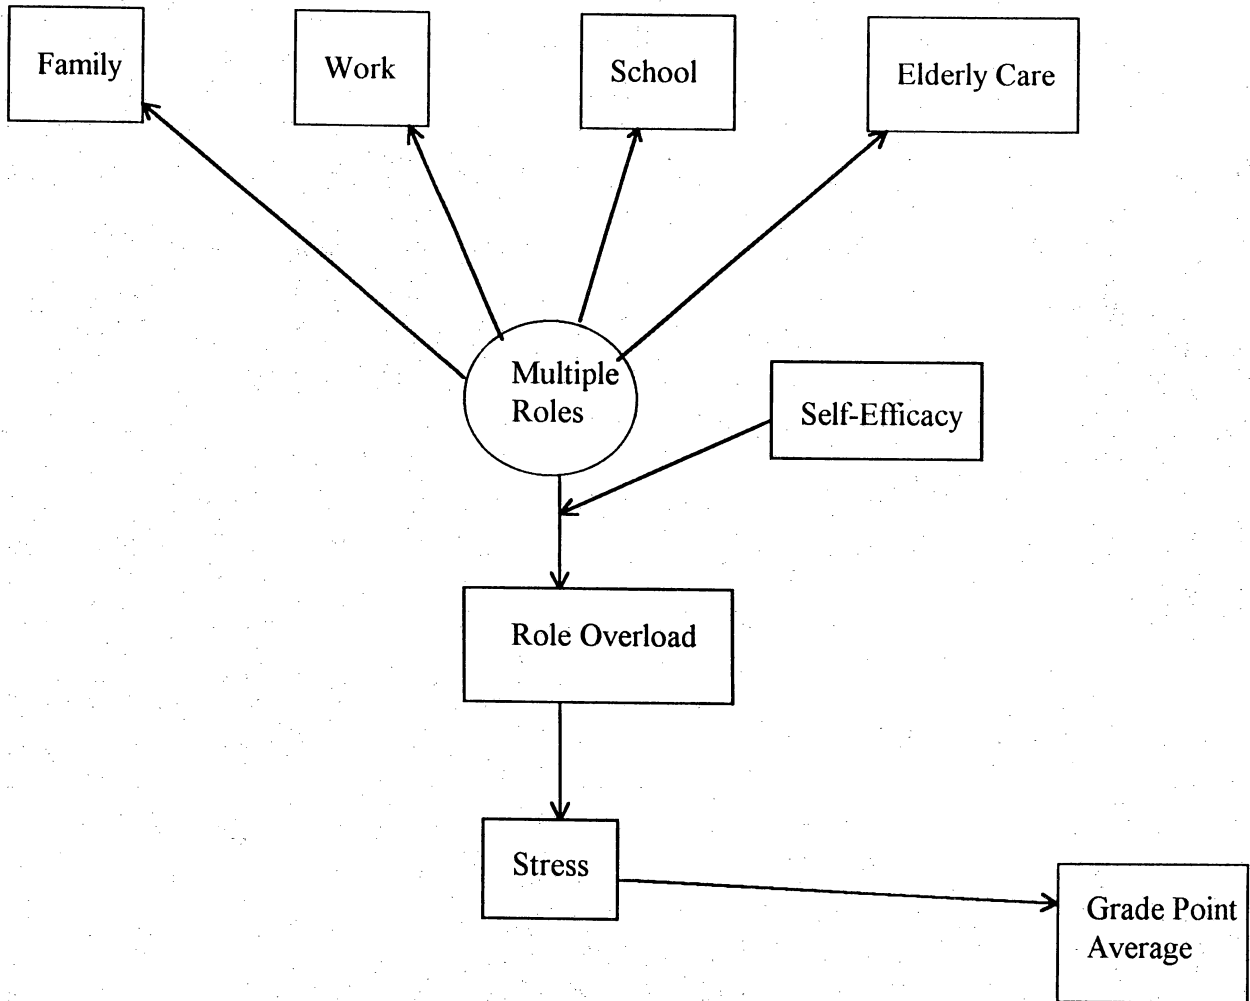 Family
Work
School
Elderly Care
Multiple
Roles
Self-Efficacy
Role Overload
Stress
Grade Point
Average